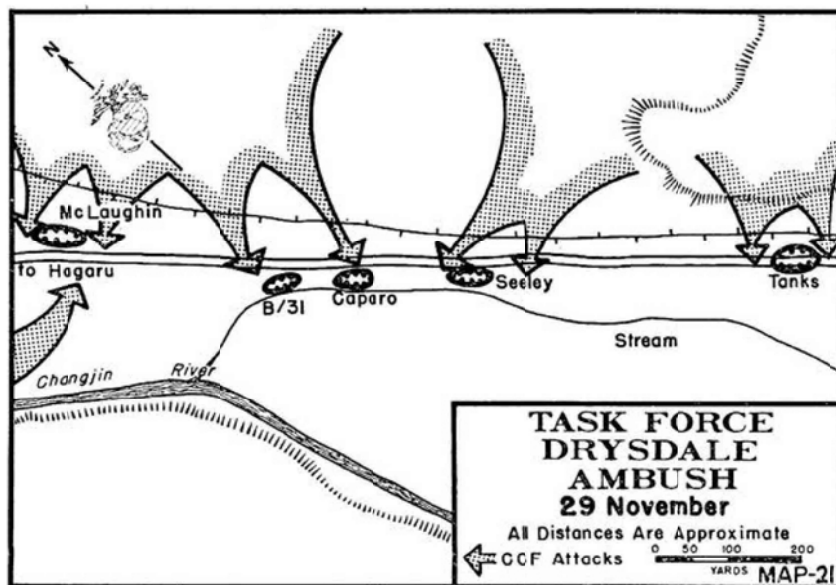 N
McLaughin
to Hagaru
B/31
Caparo
Seeley
Tanks
Stream
Changjin River
TASK FORCE
DRYSDALE
AMBUSH
29 November
All Distances Are Approximate
CCF Attacks
0 50 100 200
YARDS
MAP-21